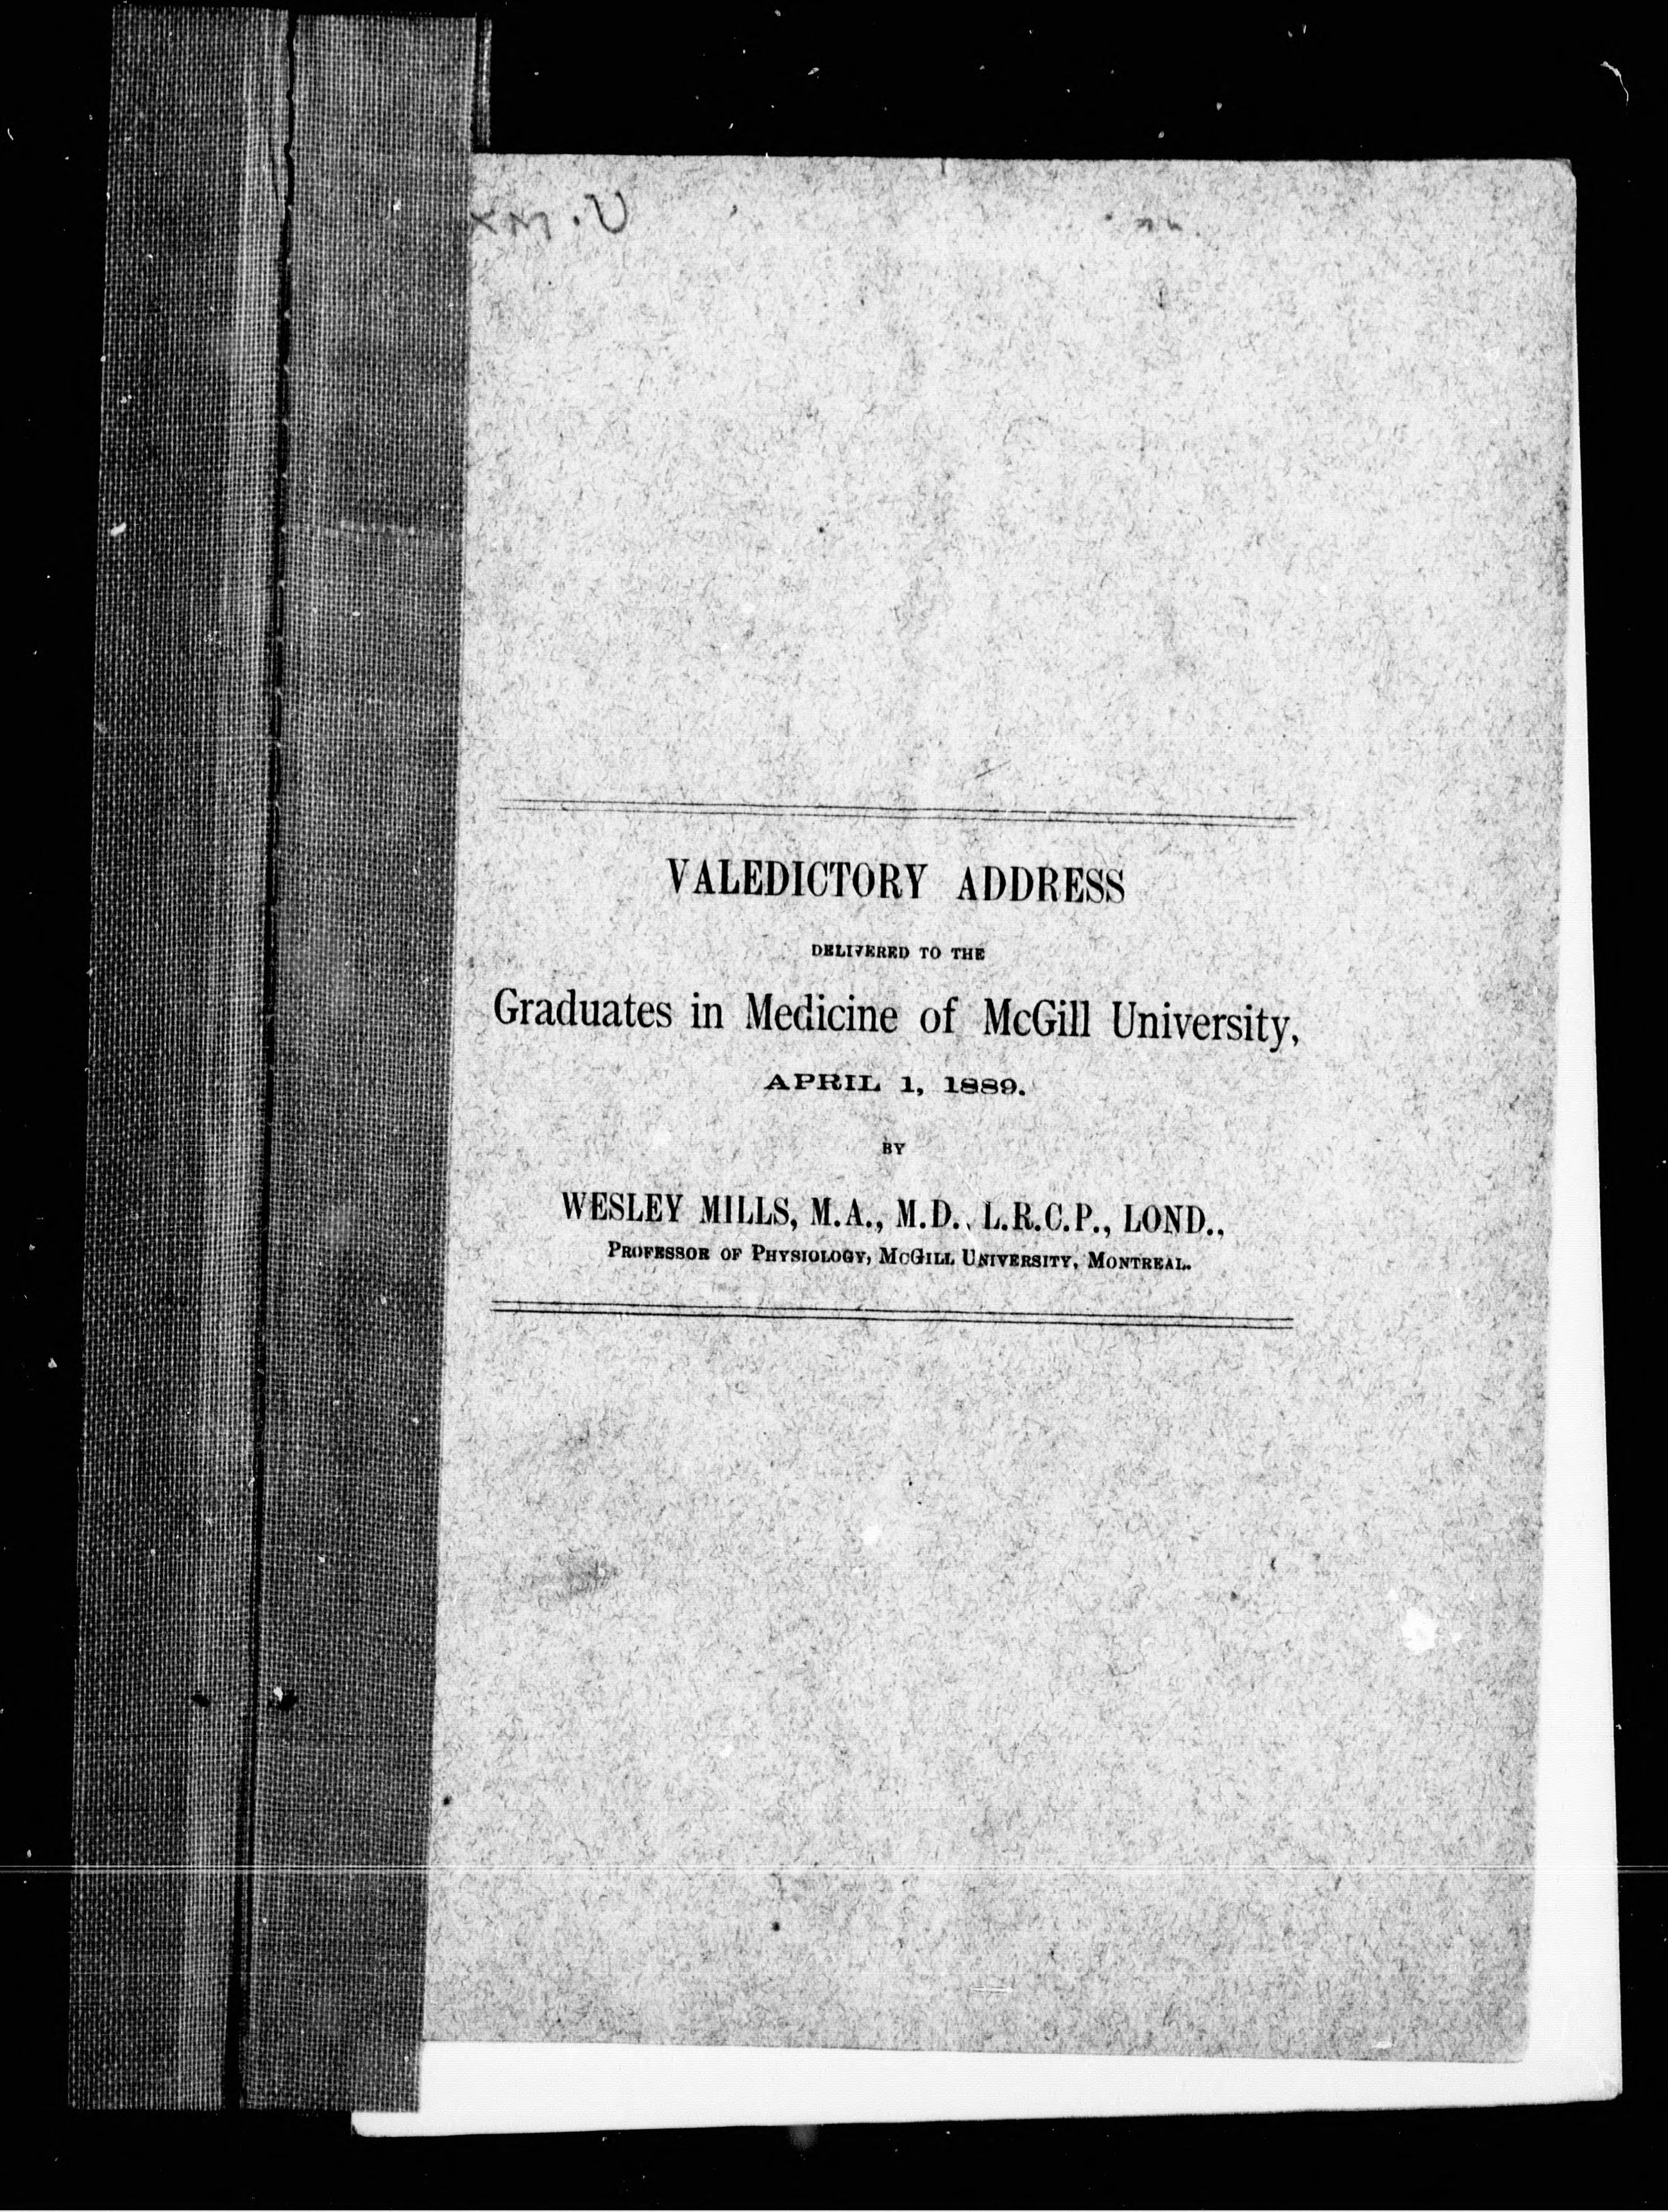 VALEDICTORY ADDRESS
DELIVERED TO THE
Graduates in Medicine of McGill University,
APRIL 1, 1889.
BY
WESLEY MILLS, M.A., M.D., L.R.C.P., LOND.,
PROFESSOR OF PHYSIOLOGY, MCGILL UNIVERSITY, MONTREAL.